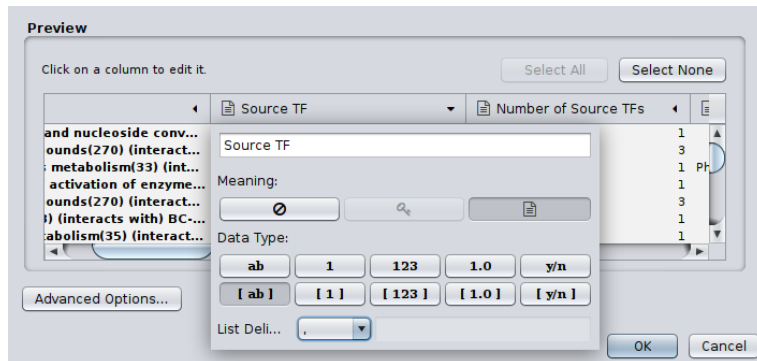 Preview
Click on a column to edit it.
Select All
Select None
Source TF
Number of Source TFs
and nucleoside conv...
1
ounds(270) (interact...
3
metabolism(33) (int...
1 Ph
activation of enzyme...
1
ounds(270) (interact...
3
) (interacts with) BC-...
1
:abolism(35) (interact...
1
Source TF
Meaning:
Data Type:
ab 1 123 1.0 y/n
[ ab ] [ 1 ] [ 123 ] [ 1.0 ] [ y/n ]
List Deli... ,
Advanced Options...
OK
Cancel